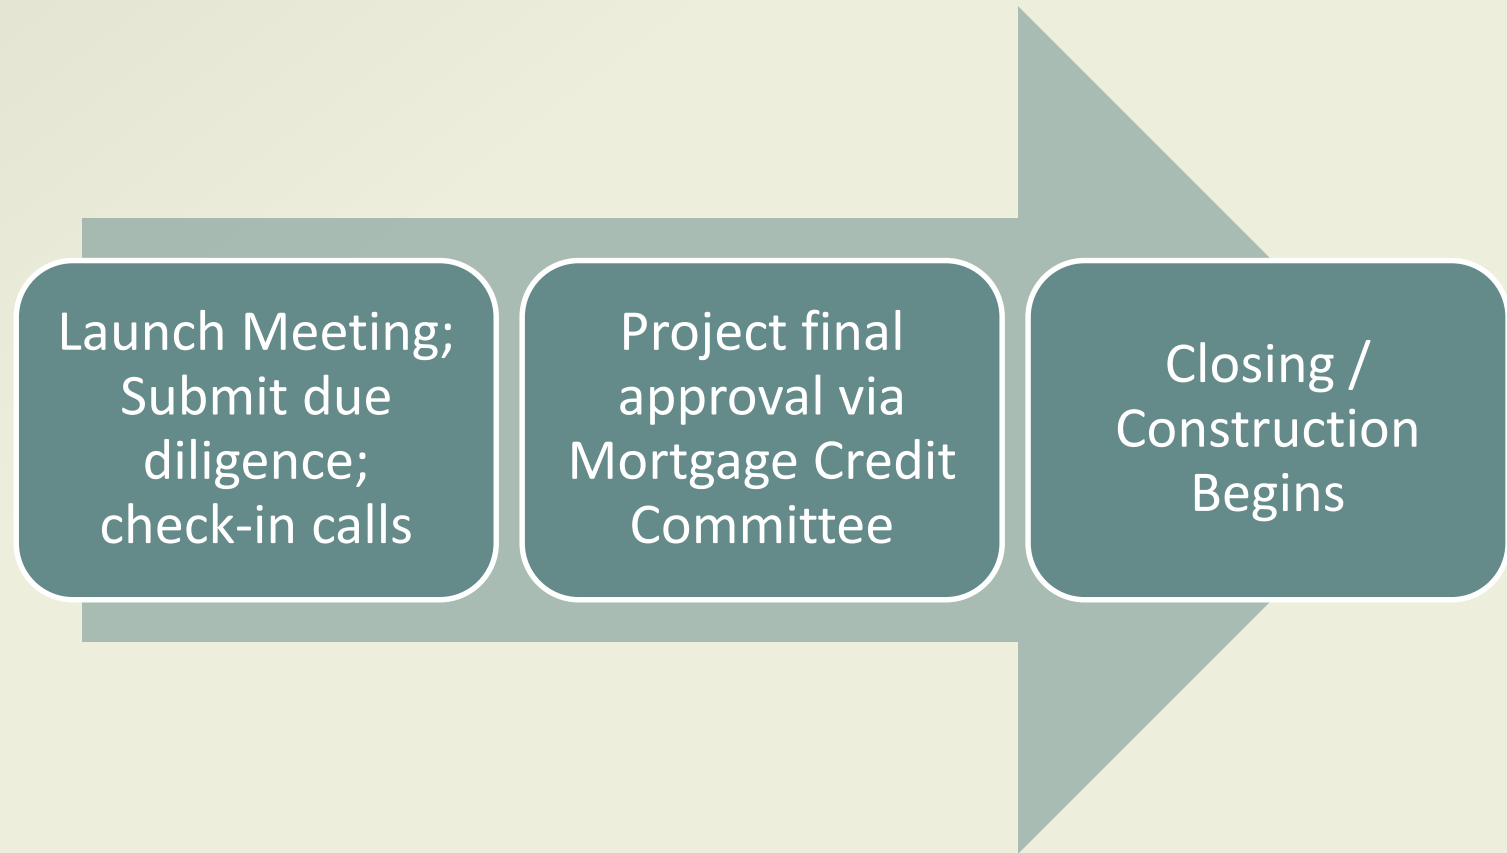 Launch Meeting;
Submit due
diligence;
check-in calls
Project final
approval via
Mortgage Credit
Committee
Closing /
Construction
Begins